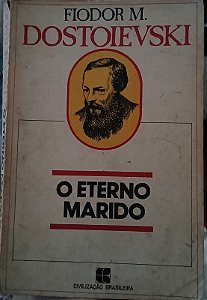 FIODOR M.
DOSTOIEVSKI
O ETERNO
MARIDO
CIVILIZAÇÃO BRASILEIRA